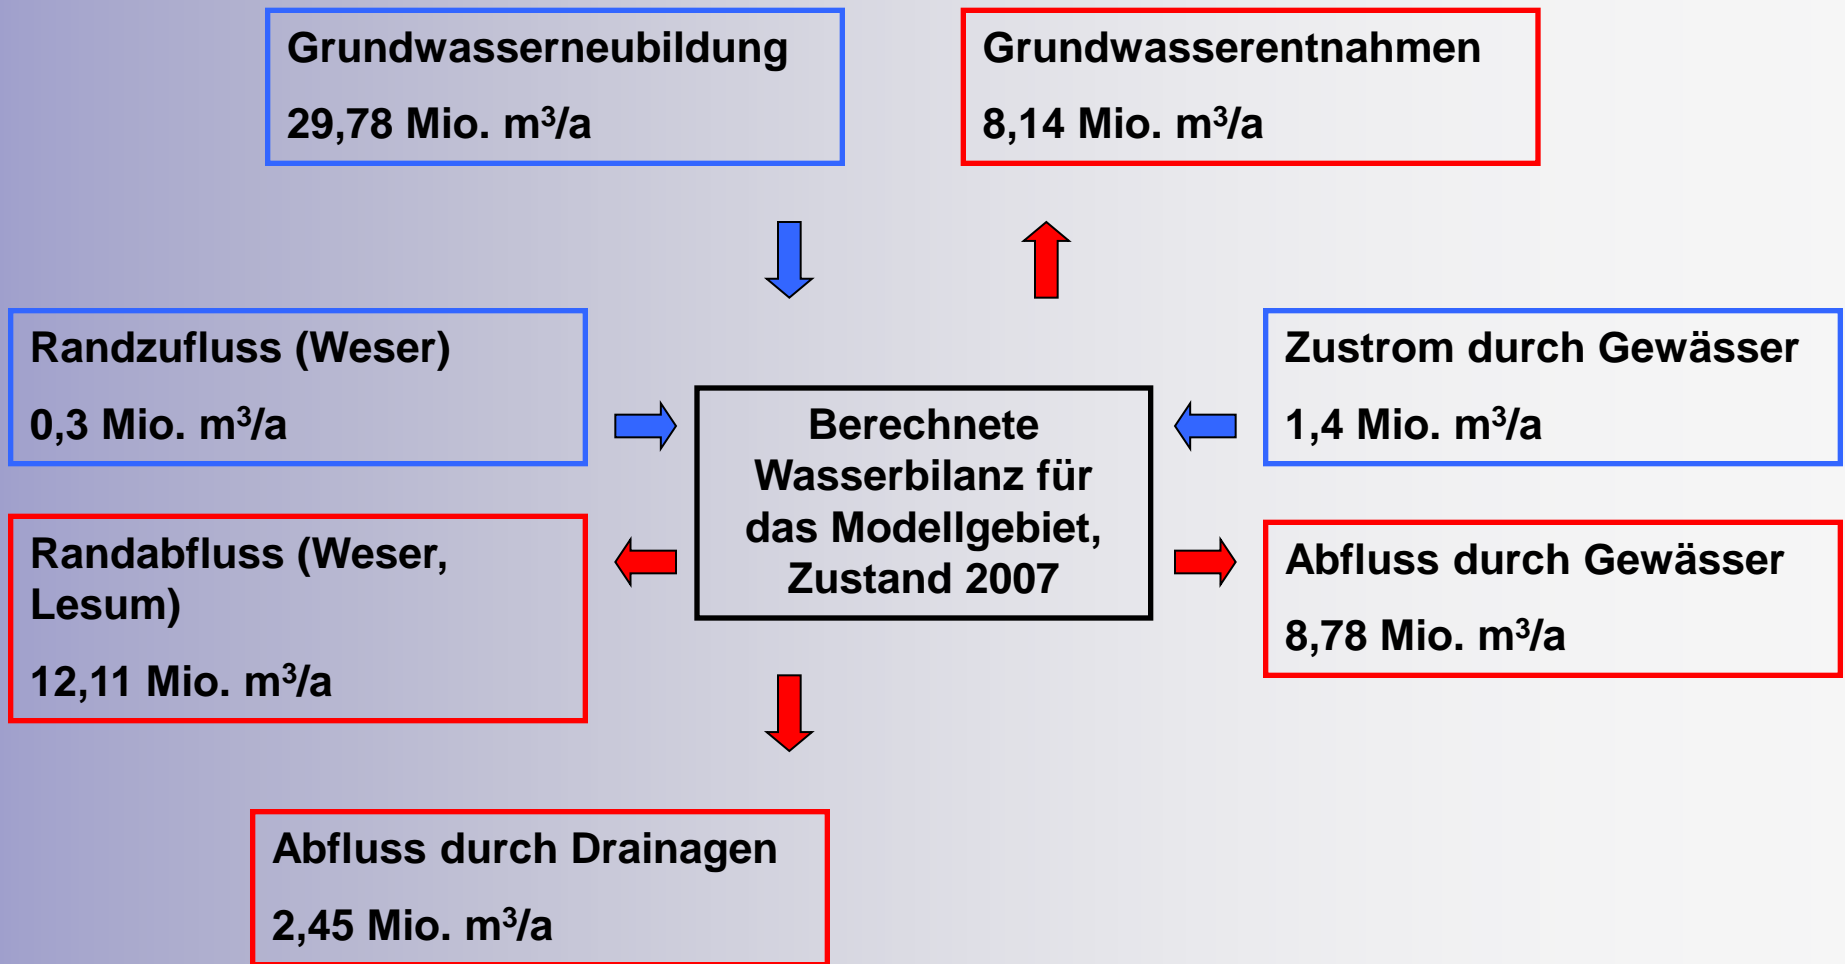 Grundwasserneubildung
29,78 Mio. m³/a
Grundwasserentnahmen
8,14 Mio. m³/a
Randzufluss (Weser)
0,3 Mio. m³/a
Zustrom durch Gewässer
1,4 Mio. m³/a
Berechnete
Wasserbilanz für
das Modellgebiet,
Zustand 2007
Randabfluss (Weser,
Lesum)
12,11 Mio. m³/a
Abfluss durch Gewässer
8,78 Mio. m³/a
Abfluss durch Drainagen
2,45 Mio. m³/a